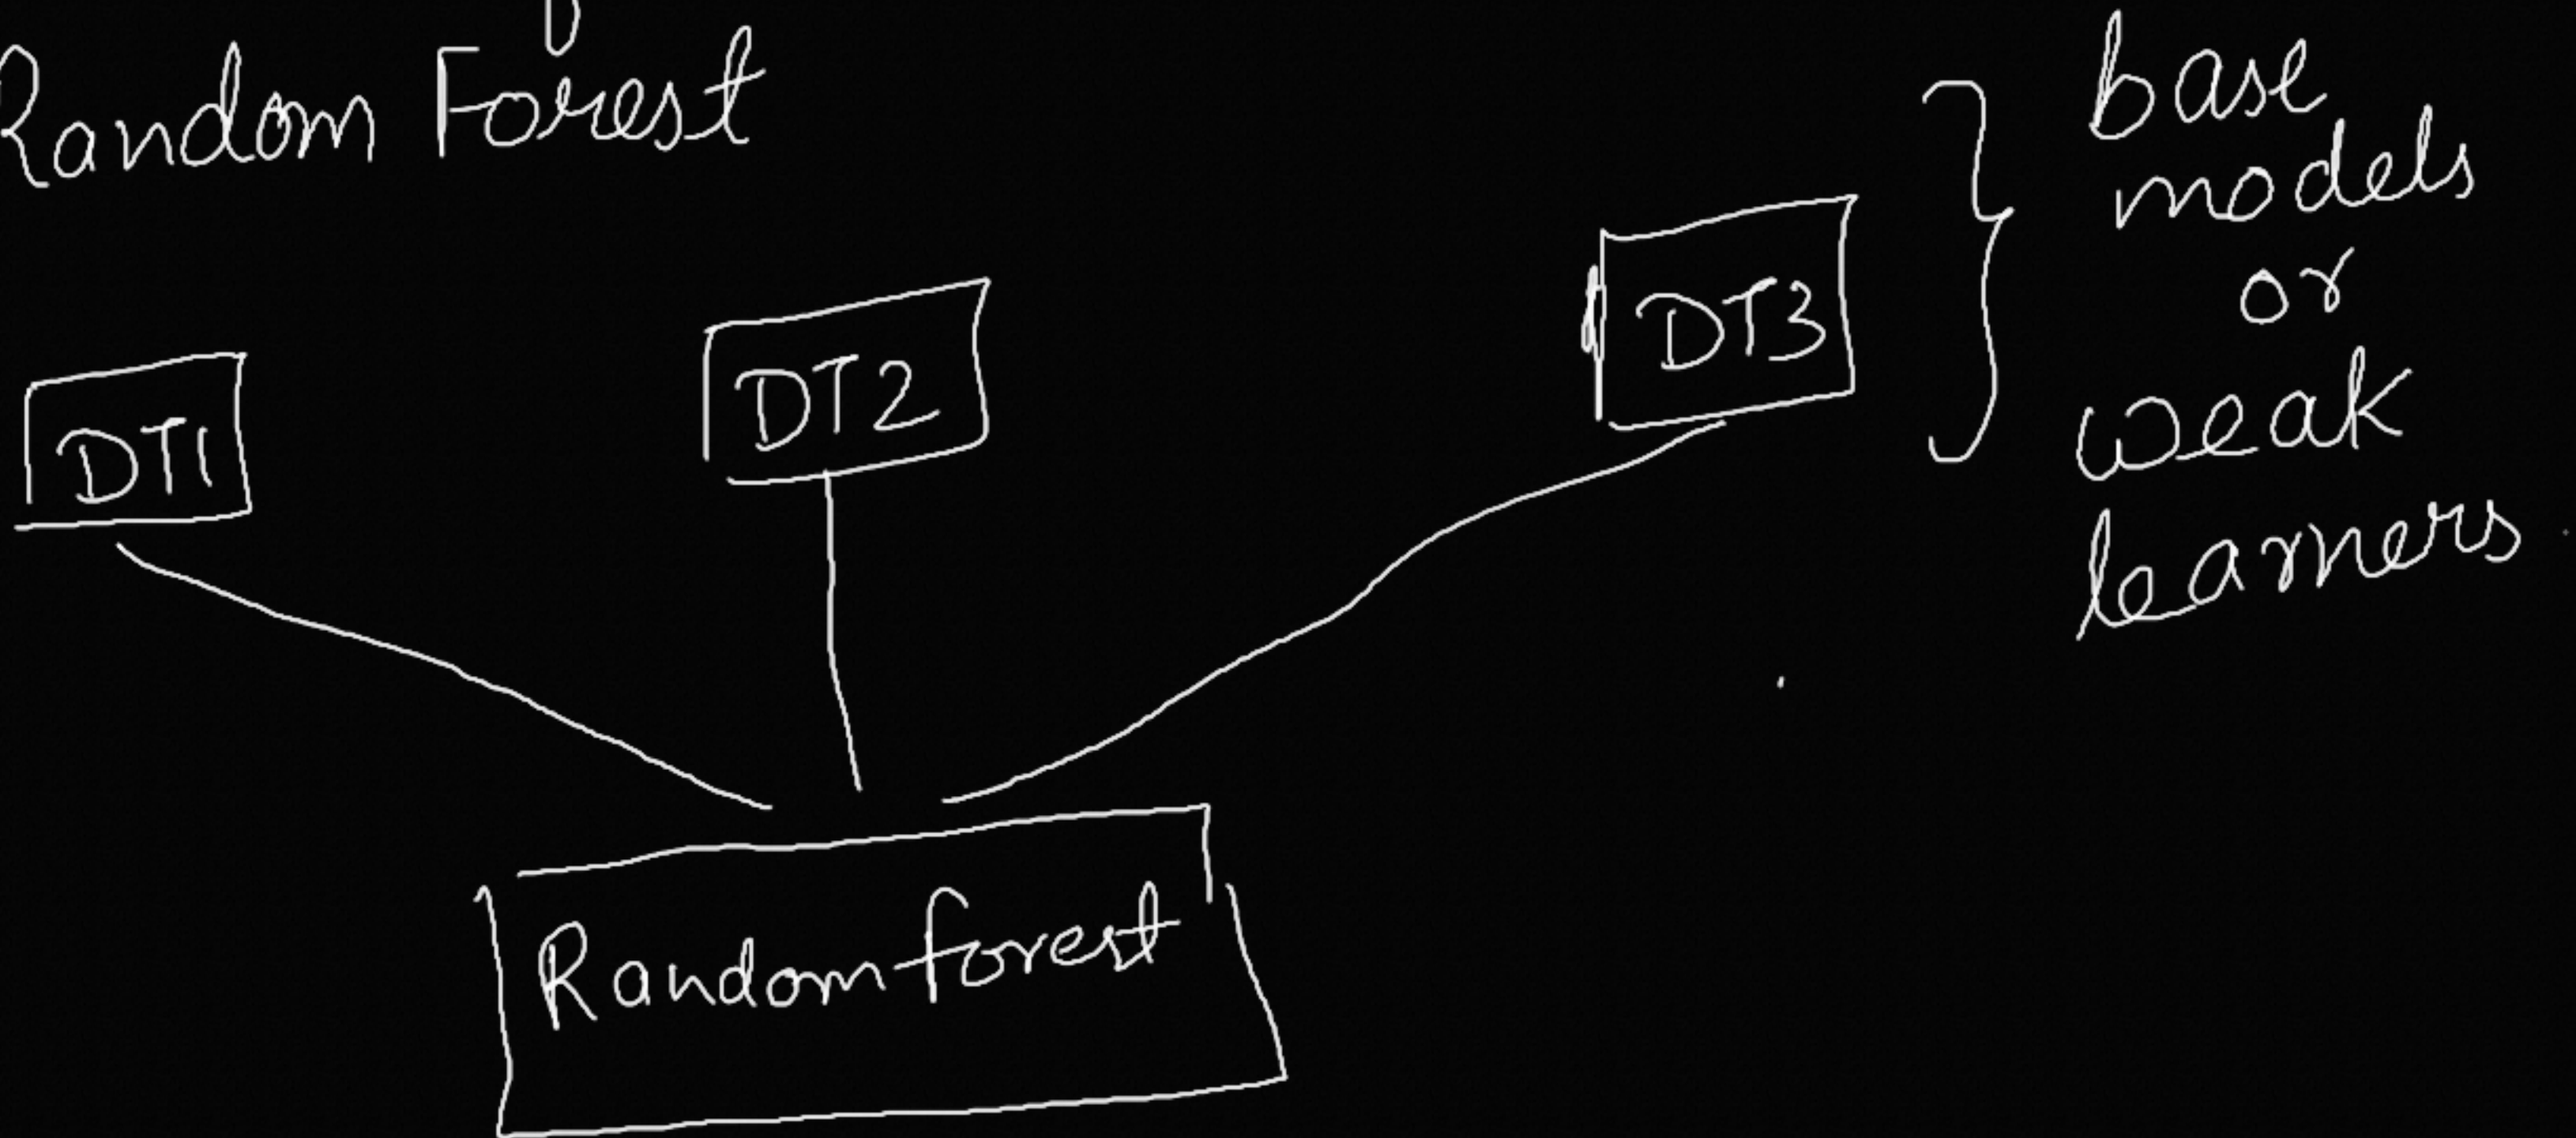 Random Forest
base
models
or
weak
learners
DT1
DT2
DT3
Random forest